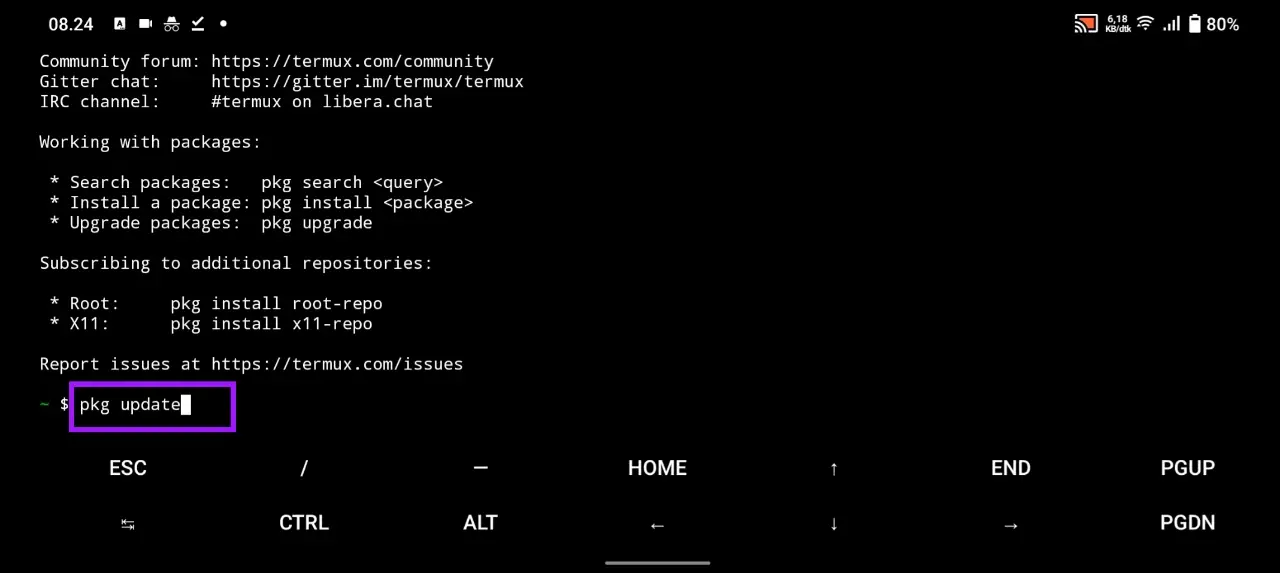 08.24 A 6,18 KB/dtk 80%
Community forum: https://termux.com/community
Gitter chat: https://gitter.im/termux/termux
IRC channel: #termux on libera.chat
Working with packages:
* Search packages: pkg search <query>
* Install a package: pkg install <package>
* Upgrade packages: pkg upgrade
Subscribing to additional repositories:
* Root: pkg install root-repo
* X11: pkg install x11-repo
Report issues at https://termux.com/issues
~ $ pkg update
ESC / — HOME ↑ END PGUP
↹ CTRL ALT ← ↓ → PGDN